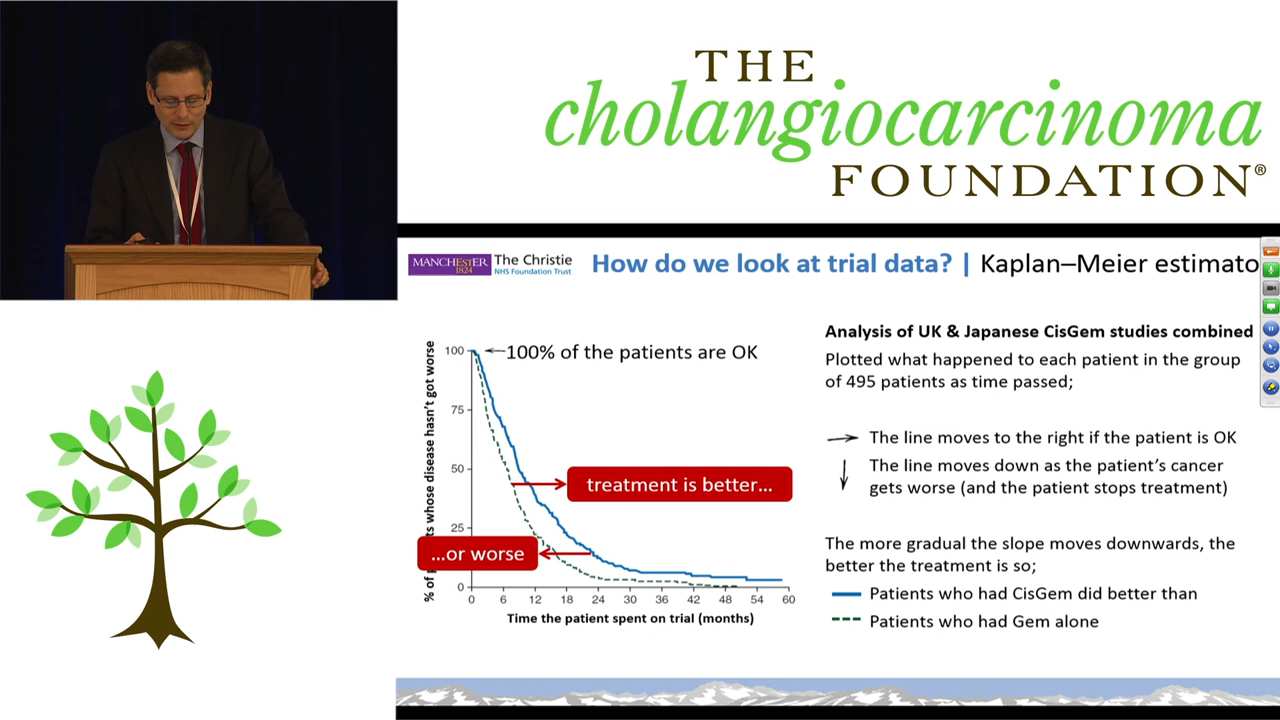 THE
cholangiocarcinoma
FOUNDATION®
MANCHESTER
1824
The Christie
NHS Foundation Trust
How do we look at trial data? | Kaplan–Meier estimato
% of
ts whose disease hasn't got worse
100
75
50
25
0
100% of the patients are OK
treatment is better...
...or worse
0 6 12 18 24 30 36 42 48 54 60
Time the patient spent on trial (months)
Analysis of UK & Japanese CisGem studies combined
Plotted what happened to each patient in the group
of 495 patients as time passed;
The line moves to the right if the patient is OK
The line moves down as the patient's cancer
gets worse (and the patient stops treatment)
The more gradual the slope moves downwards, the
better the treatment is so;
Patients who had CisGem did better than
Patients who had Gem alone